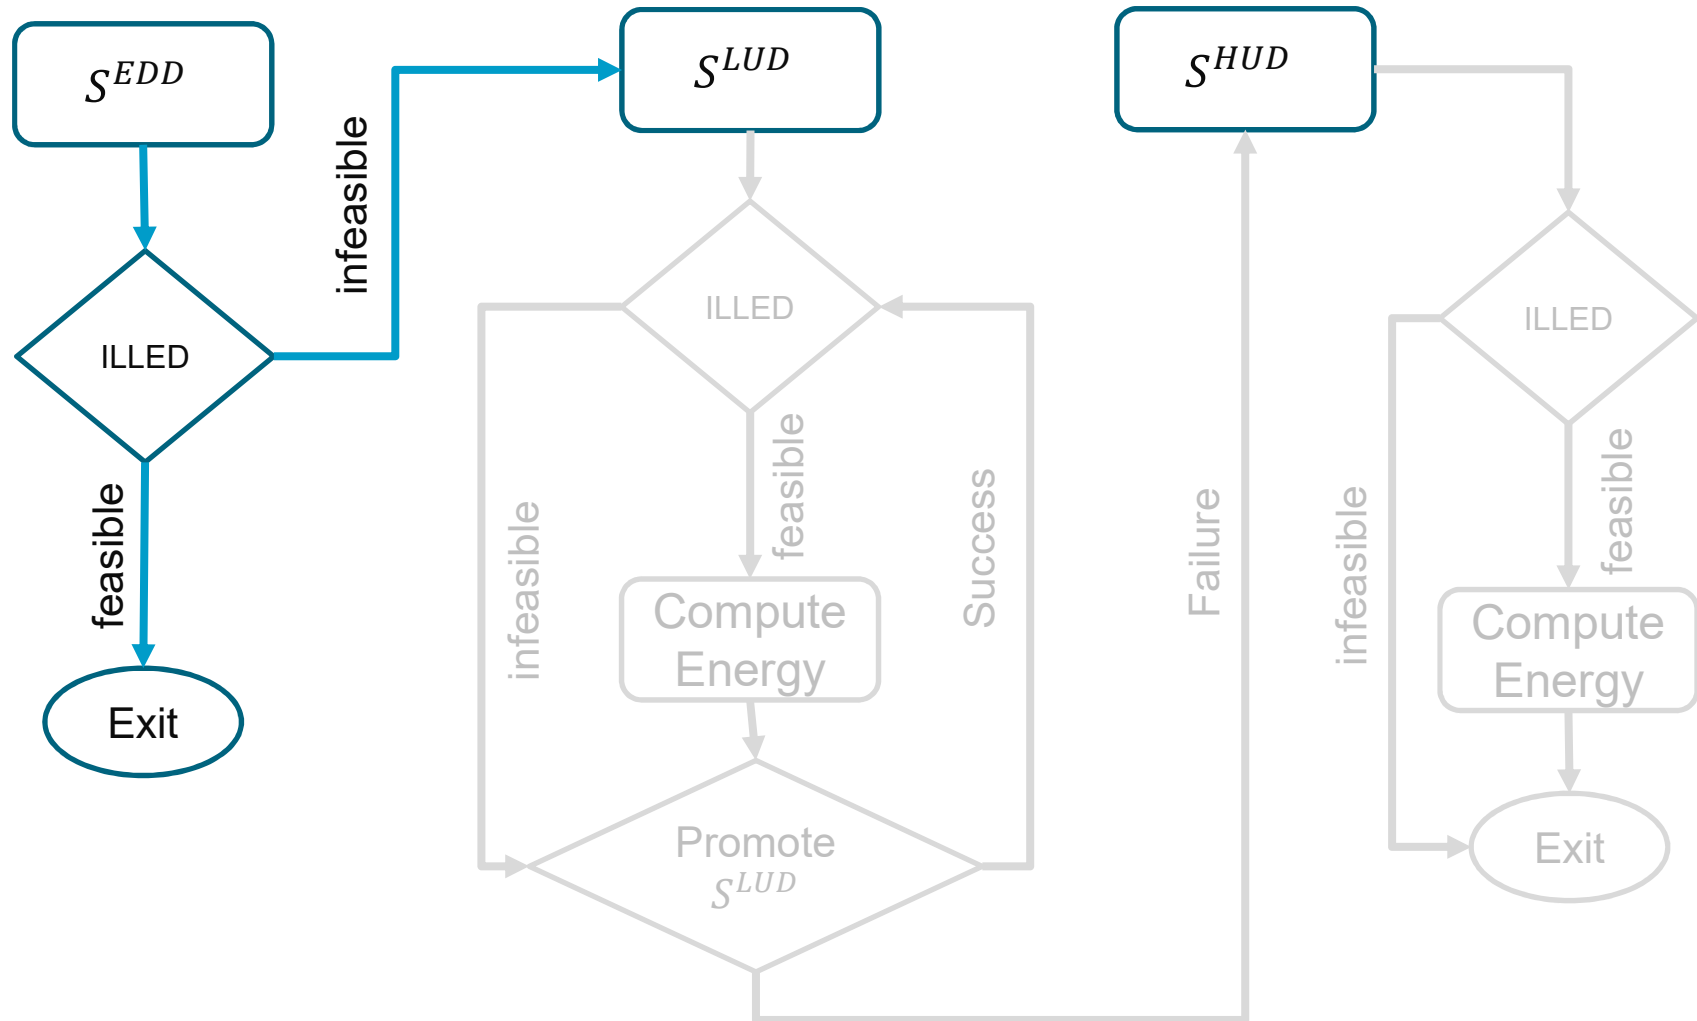 S^EDD
ILLED
feasible
Exit
infeasible
S^LUD
ILLED
infeasible
feasible
Compute
Energy
Success
Promote
S^LUD
Failure
S^HUD
ILLED
infeasible
feasible
Compute
Energy
Exit